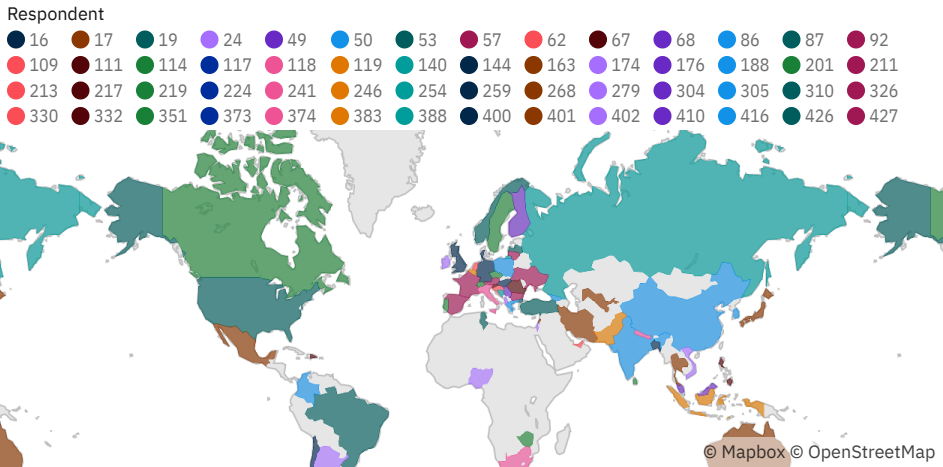 Respondent
16 17 19 24 49 50 53 57 62 67 68 86 87 92
109 111 114 117 118 119 140 144 163 174 176 188 201 211
213 217 219 224 241 246 254 259 268 279 304 305 310 326
330 332 351 373 374 383 388 400 401 402 410 416 426 427
© Mapbox © OpenStreetMap